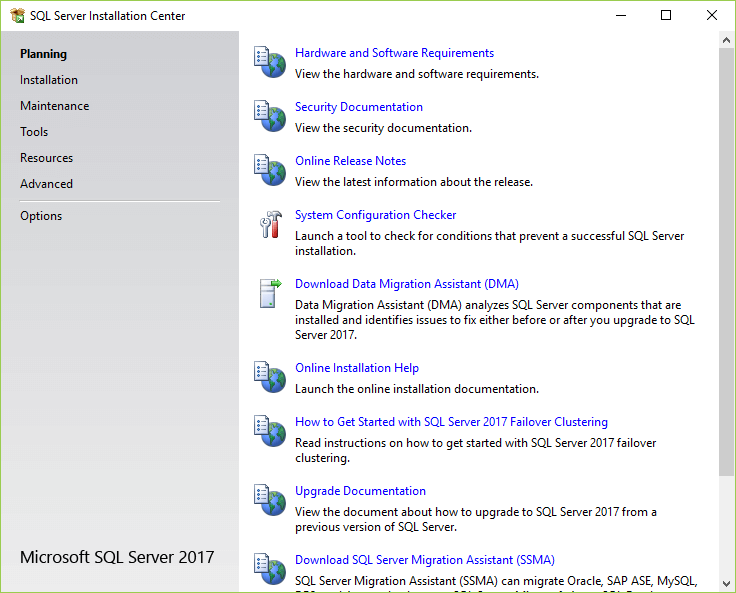 SQL Server Installation Center
Planning
Installation
Maintenance
Tools
Resources
Advanced
Options
Microsoft SQL Server 2017
Hardware and Software Requirements
View the hardware and software requirements.
Security Documentation
View the security documentation.
Online Release Notes
View the latest information about the release.
System Configuration Checker
Launch a tool to check for conditions that prevent a successful SQL Server
installation.
Download Data Migration Assistant (DMA)
Data Migration Assistant (DMA) analyzes SQL Server components that are
installed and identifies issues to fix either before or after you upgrade to SQL
Server 2017.
Online Installation Help
Launch the online installation documentation.
How to Get Started with SQL Server 2017 Failover Clustering
Read instructions on how to get started with SQL Server 2017 failover
clustering.
Upgrade Documentation
View the document about how to upgrade to SQL Server 2017 from a
previous version of SQL Server.
Download SQL Server Migration Assistant (SSMA)
SQL Server Migration Assistant (SSMA) can migrate Oracle, SAP ASE, MySQL,